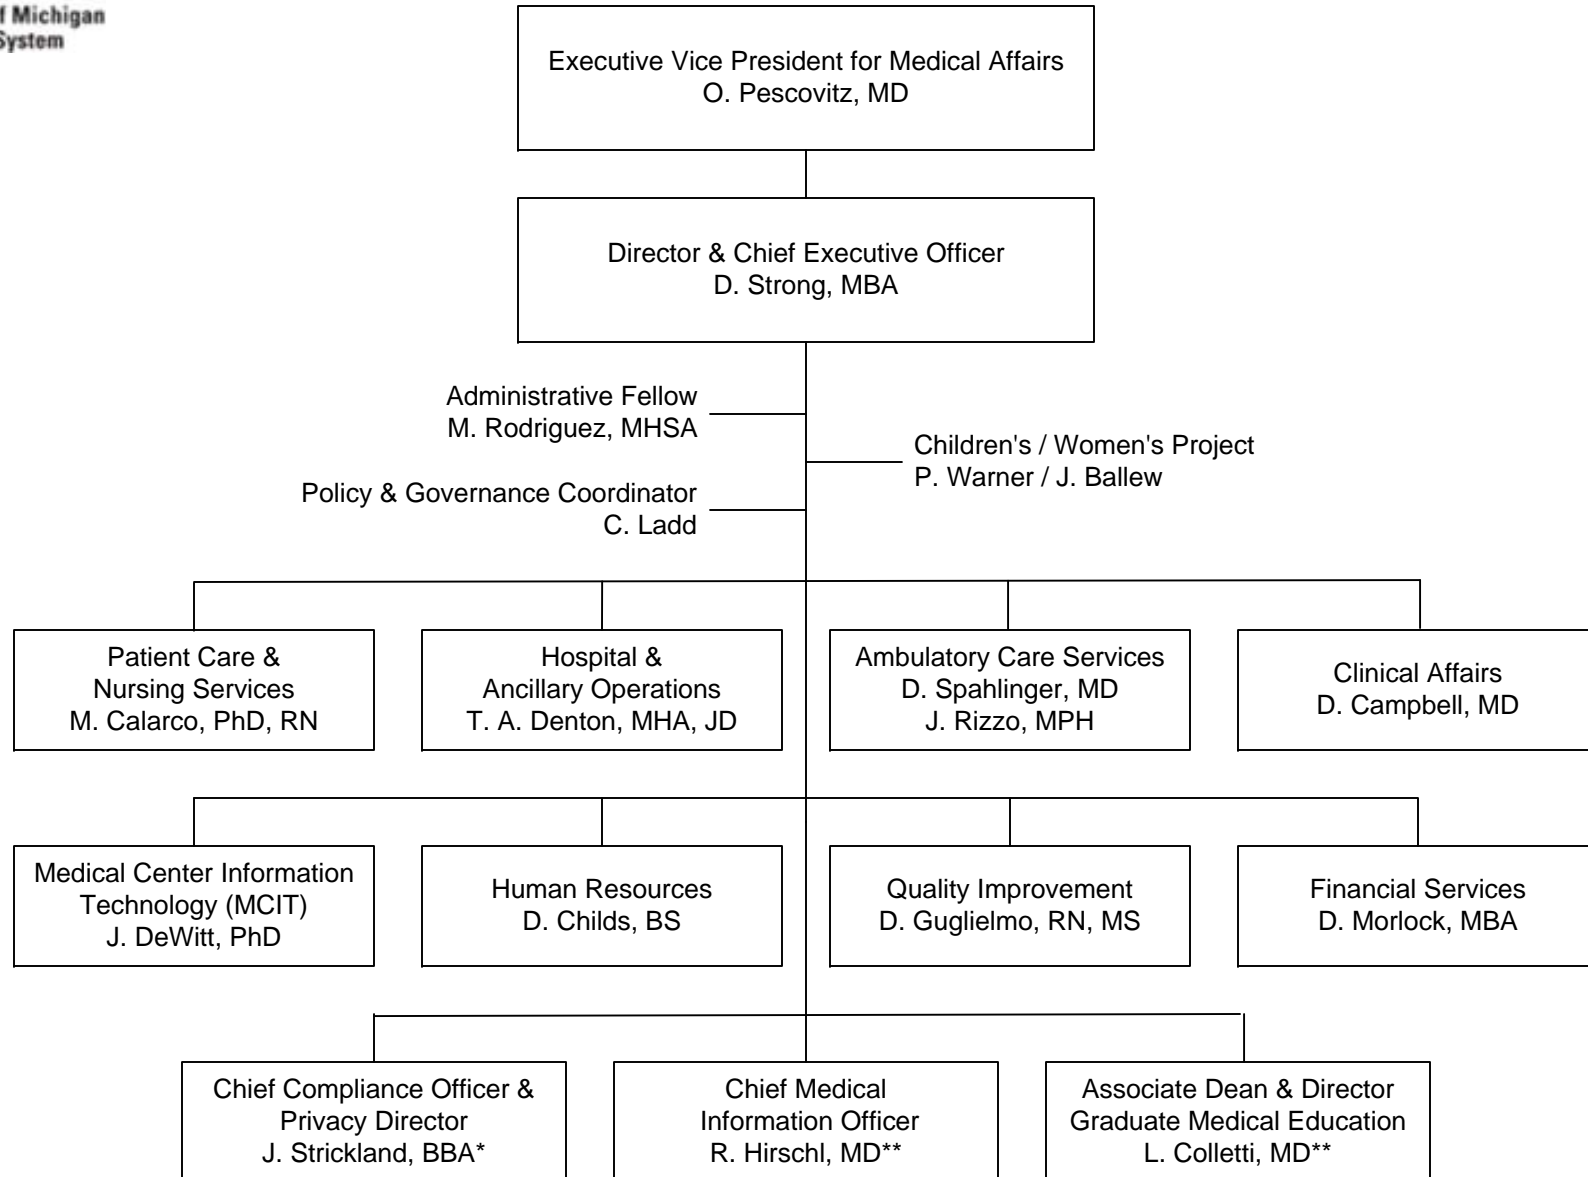 f Michigan
System
Executive Vice President for Medical Affairs
O. Pescovitz, MD
Director & Chief Executive Officer
D. Strong, MBA
Administrative Fellow
M. Rodriguez, MHSA
Children's / Women's Project
P. Warner / J. Ballew
Policy & Governance Coordinator
C. Ladd
Patient Care &
Nursing Services
M. Calarco, PhD, RN
Hospital &
Ancillary Operations
T. A. Denton, MHA, JD
Ambulatory Care Services
D. Spahlinger, MD
J. Rizzo, MPH
Clinical Affairs
D. Campbell, MD
Medical Center Information
Technology (MCIT)
J. DeWitt, PhD
Human Resources
D. Childs, BS
Quality Improvement
D. Guglielmo, RN, MS
Financial Services
D. Morlock, MBA
Chief Compliance Officer &
Privacy Director
J. Strickland, BBA*
Chief Medical
Information Officer
R. Hirschl, MD**
Associate Dean & Director
Graduate Medical Education
L. Colletti, MD**